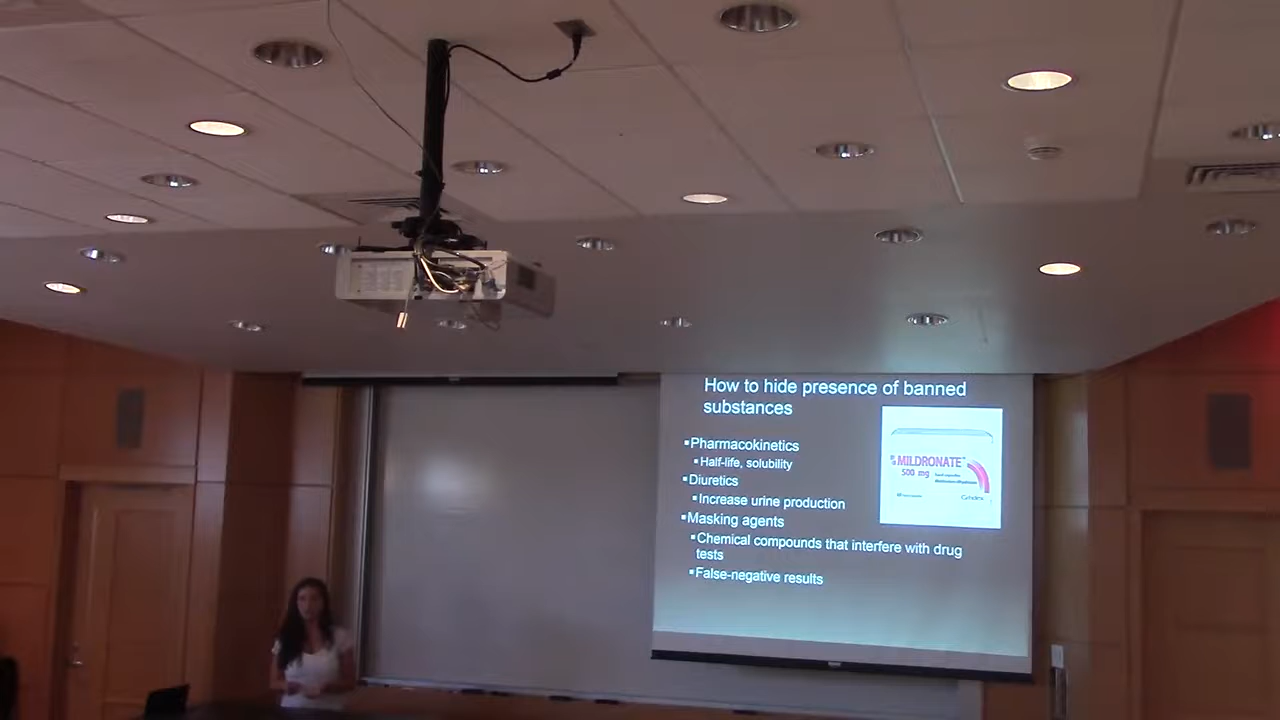 How to hide presence of banned
substances
▪Pharmacokinetics
▪Half-life, solubility
▪Diuretics
▪Increase urine production
▪Masking agents
▪Chemical compounds that interfere with drug
tests
▪False-negative results
MILDRONATE
500 mg
Grindex